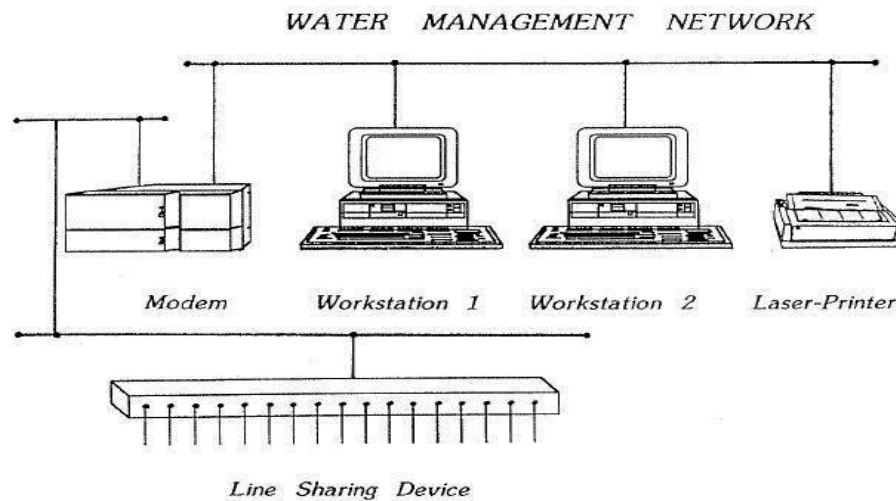 WATER MANAGEMENT NETWORK
Modem Workstation 1 Workstation 2 Laser-Printer
Line Sharing Device